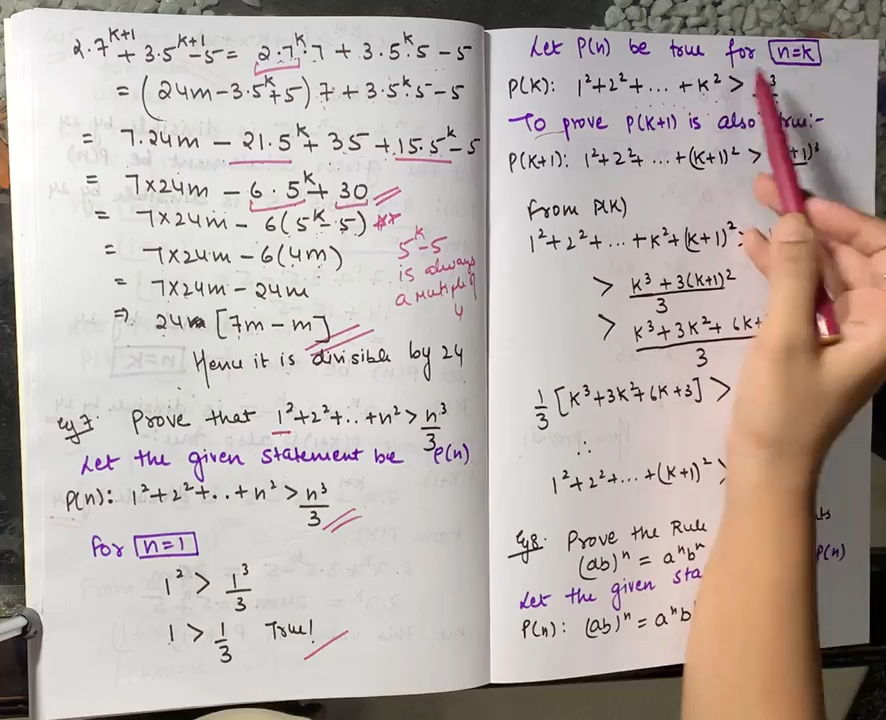 2.7^{k+1} + 3.5^{k+1} - 5 = 2.7^k.7 + 3.5^k.5 - 5
= (24m - 3.5^k + 5) 7 + 3.5^k.5 - 5
= 7.24m - 21.5^k + 35 + 15.5^k - 5
= 7×24m - 6.5^k + 30
= 7×24m - 6(5^k - 5) **
= 7×24m - 6(4m)
= 7×24m - 24m
⇒ 24m [7m - m]
5^k - 5
is always
a multiple of
4
Hence it is divisible by 24
Eg 7 Prove that 1²+2²+..+n² > n³/3
Let the given statement be P(n)
P(n): 1²+2²+..+n² > n³/3
for n=1
1² > 1³/3
1 > 1/3 True!
Let P(n) be true for n=k
P(k): 1²+2²+...+k² > 3
To prove P(k+1) is also true:-
P(k+1): 1²+2²+...+(k+1)² > +1)³
from P(k)
1²+2²+...+k²+(k+1)²
> k³+3(k+1)²/3
> k³+3k²+6k+/3
1/3 [k³+3k²+6k+3] >
∴
1²+2²+...+(k+1)² >
Eg 8. Prove the Rule
(ab)ⁿ = aⁿbⁿ
Let the given P(n)
P(n): (ab)ⁿ = aⁿb